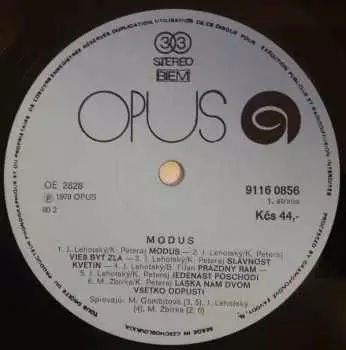 33
STEREO
BIEM
OPUS
OE 2828
℗ 1979 OPUS
80 2
9116 0856
1. strana
Kčs 44,-
MODUS
1. J. Lehotský/K. Peteraj MODUS – 2. J. Lehotský/K. Peteraj
VIEŠ BYŤ ZLÁ – 3. J. Lehotský/K. Peteraj SLÁVNOSŤ
KVETÍN – 4. J. Lehotský/B. Filan PRÁZDNY RÁM –
5. J. Lehotský/K. Peteraj JEDENÁSŤ POSCHODÍ
– 6. M. Žbirka/K. Peteraj LÁSKA NÁM DVOM
VŠETKO ODPUSTÍ
Spievajú: M. Gombitová (3, 5), J. Lehotský
(4), M. Žbirka (2, 6)
MADE IN CZECHOSLOVAKIA